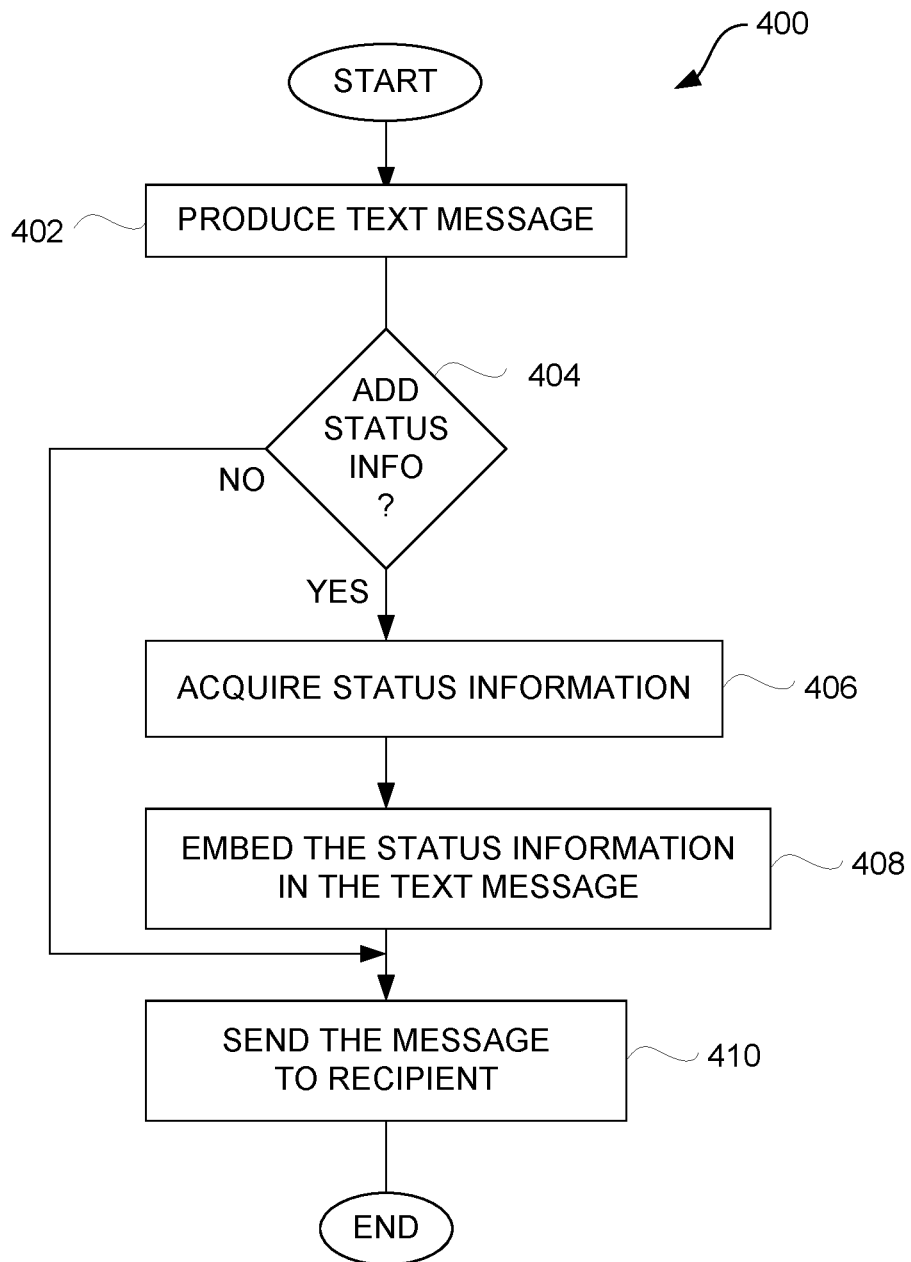 400
START
402
PRODUCE TEXT MESSAGE
404
ADD
STATUS
INFO
?
NO
YES
ACQUIRE STATUS INFORMATION
406
EMBED THE STATUS INFORMATION
IN THE TEXT MESSAGE
408
SEND THE MESSAGE
TO RECIPIENT
410
END